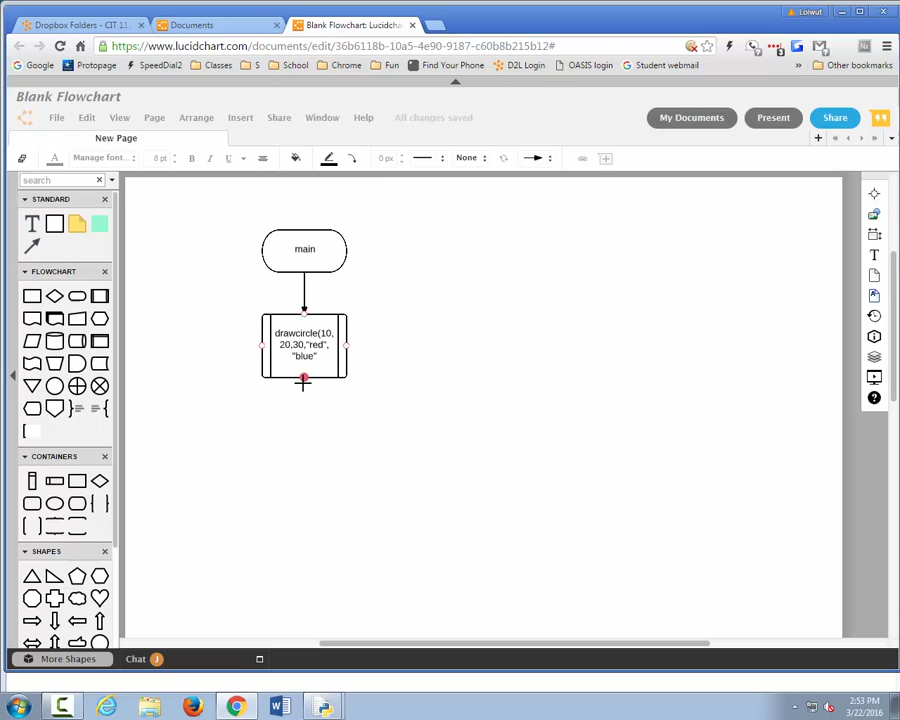 Loiwut
Dropbox Folders - CIT 11
Documents
Blank Flowchart: Lucidcha
https://www.lucidchart.com/documents/edit/36b6118b-10a5-4e90-9187-c60b8b215b12#
Google
Protopage
SpeedDial2
Classes
S
School
Chrome
Fun
Find Your Phone
D2L Login
OASIS login
Student webmail
»
Other bookmarks
Blank Flowchart
File
Edit
View
Page
Arrange
Insert
Share
Window
Help
All changes saved
My Documents
Present
Share
New Page
Manage font...
8 pt
B
I
U
0 px
None
search
STANDARD
FLOWCHART
CONTAINERS
SHAPES
main
drawcircle(10,
20,30,"red",
"blue"
More Shapes
Chat
J
2:53 PM
3/22/2016